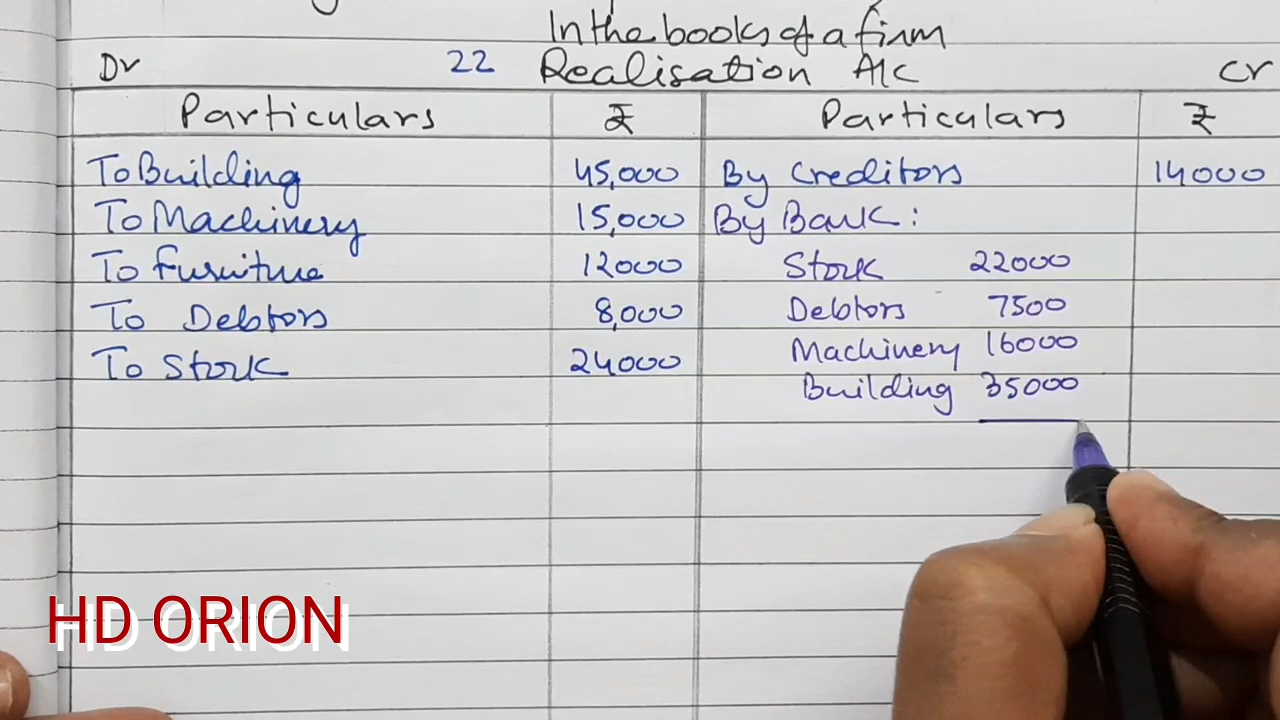 In the books of a firm
Dr 22 Realisation A/C Cr
Particulars ₹ Particulars ₹
To Building 45,000 By Creditors 14000
To Machinery 15,000 By Bank:
To Furniture 12000 Stock 22000
To Debtors 8,000 Debtors 7500
To Stock 24000 Machinery 16000
Building 35000
HD ORION